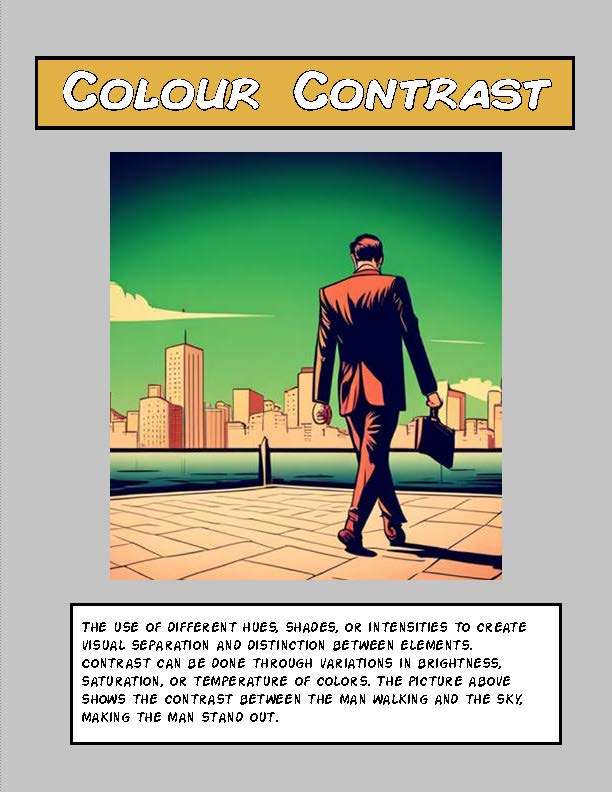 Colour Contrast
The use of different hues, shades, or intensities to create
visual separation and distinction between elements.
Contrast can be done through variations in brightness,
saturation, or temperature of colors. The picture above
shows the contrast between the man walking and the sky,
making the man stand out.